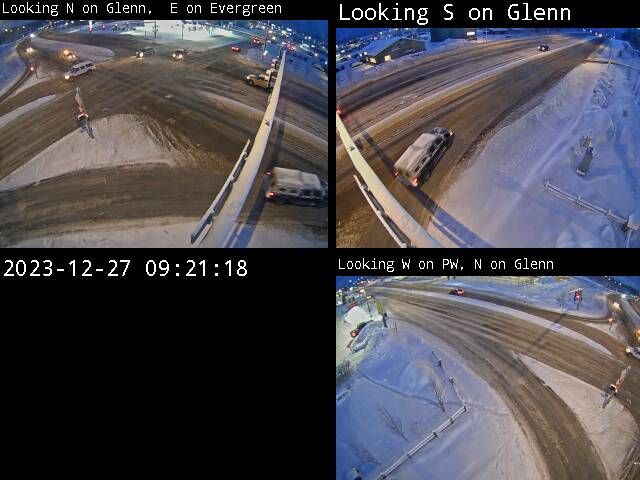 Looking N on Glenn, E on Evergreen
Looking S on Glenn
2023-12-27 09:21:18
Looking W on PW, N on Glenn